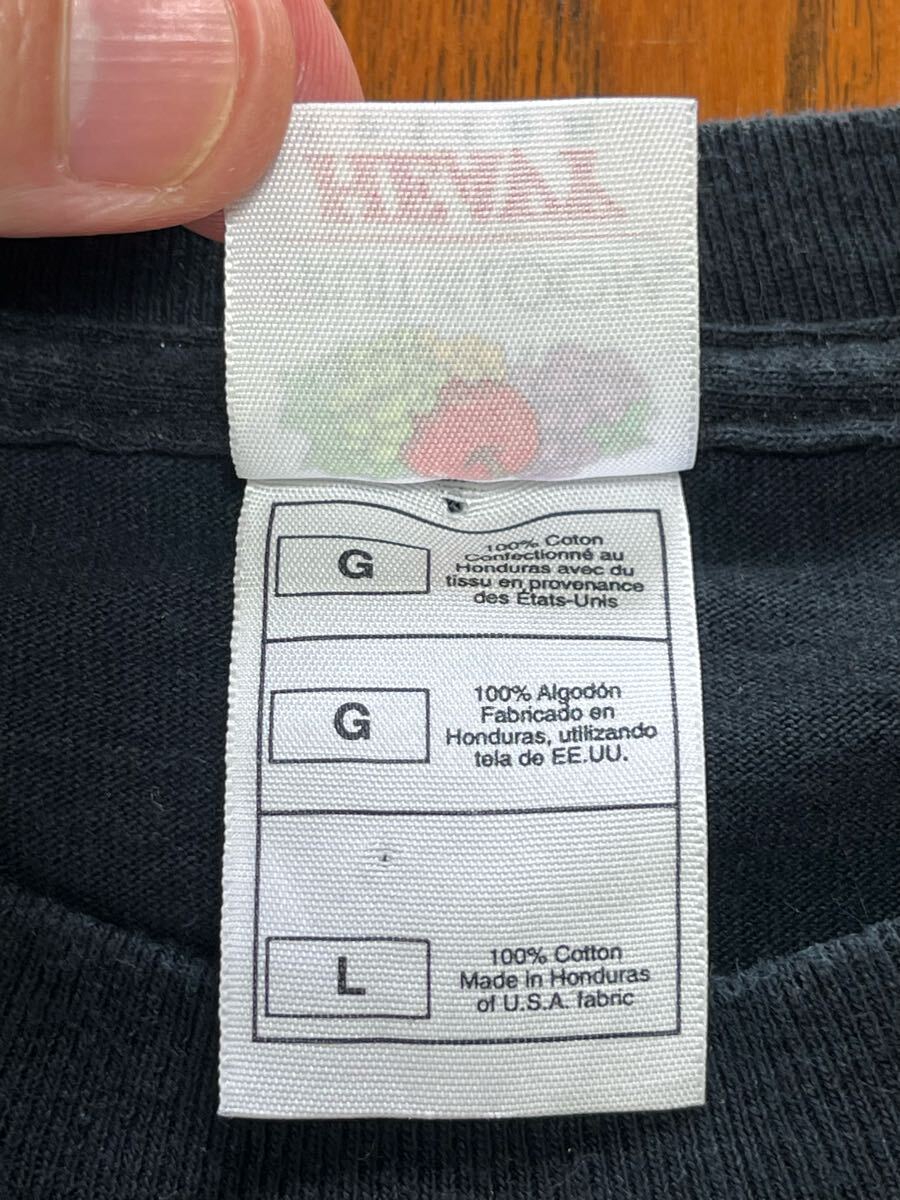 HEAVY
G
100% Coton
Confectionné au
Honduras avec du
tissu en provenance
des États-Unis
G
100% Algodón
Fabricado en
Honduras, utilizando
tela de EE.UU.
L
100% Cotton
Made in Honduras
of U.S.A. fabric